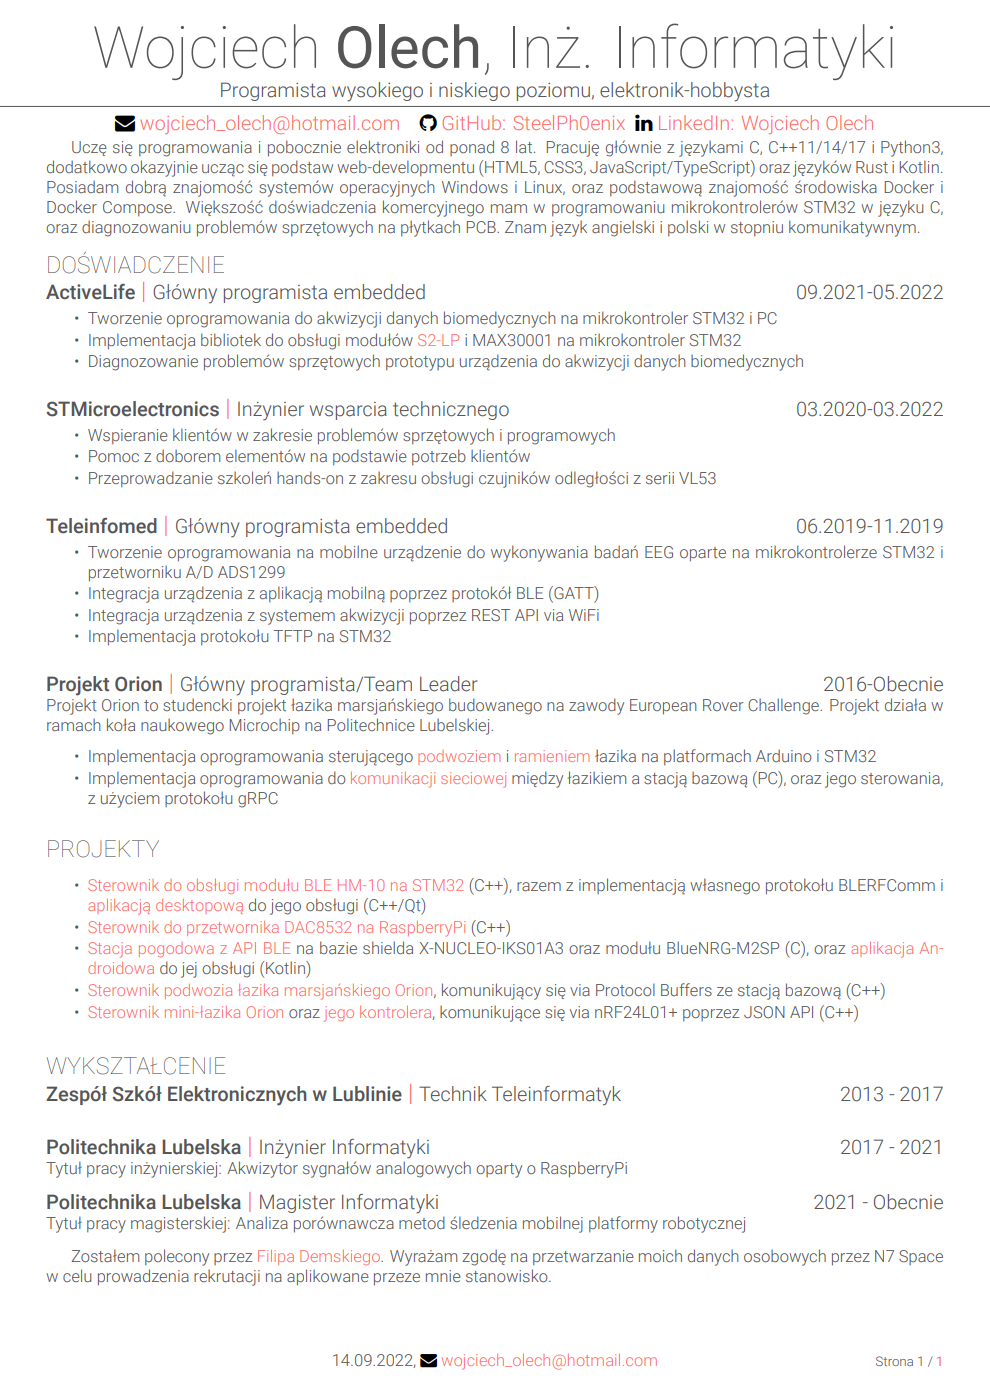 Wojciech Olech, Inż. Informatyki
Programista wysokiego i niskiego poziomu, elektronik-hobbysta
wojciech_olech@hotmail.com GitHub: SteelPh0enix LinkedIn: Wojciech Olech
Uczę się programowania i pobocznie elektroniki od ponad 8 lat. Pracuję głównie z językami C, C++11/14/17 i Python3,
dodatkowo okazyjnie ucząc się podstaw web-developmentu (HTML5, CSS3, JavaScript/TypeScript) oraz języków Rust i Kotlin.
Posiadam dobrą znajomość systemów operacyjnych Windows i Linux, oraz podstawową znajomość środowiska Docker i
Docker Compose. Większość doświadczenia komercyjnego mam w programowaniu mikrokontrolerów STM32 w języku C,
oraz diagnozowaniu problemów sprzętowych na płytkach PCB. Znam język angielski i polski w stopniu komunikatywnym.
DOŚWIADCZENIE
ActiveLife | Główny programista embedded 09.2021-05.2022
• Tworzenie oprogramowania do akwizycji danych biomedycznych na mikrokontroler STM32 i PC
• Implementacja bibliotek do obsługi modułów S2-LP i MAX30001 na mikrokontroler STM32
• Diagnozowanie problemów sprzętowych prototypu urządzenia do akwizycji danych biomedycznych
STMicroelectronics | Inżynier wsparcia technicznego 03.2020-03.2022
• Wspieranie klientów w zakresie problemów sprzętowych i programowych
• Pomoc z doborem elementów na podstawie potrzeb klientów
• Przeprowadzanie szkoleń hands-on z zakresu obsługi czujników odległości z serii VL53
Teleinfomed | Główny programista embedded 06.2019-11.2019
• Tworzenie oprogramowania na mobilne urządzenie do wykonywania badań EEG oparte na mikrokontrolerze STM32 i
przetworniku A/D ADS1299
• Integracja urządzenia z aplikacją mobilną poprzez protokół BLE (GATT)
• Integracja urządzenia z systemem akwizycji poprzez REST API via WiFi
• Implementacja protokołu TFTP na STM32
Projekt Orion | Główny programista/Team Leader 2016-Obecnie
Projekt Orion to studencki projekt łazika marsjańskiego budowanego na zawody European Rover Challenge. Projekt działa w
ramach koła naukowego Microchip na Politechnice Lubelskiej.
• Implementacja oprogramowania sterującego podwoziem i ramieniem łazika na platformach Arduino i STM32
• Implementacja oprogramowania do komunikacji sieciowej między łazikiem a stacją bazową (PC), oraz jego sterowania,
z użyciem protokołu gRPC
PROJEKTY
• Sterownik do obsługi modułu BLE HM-10 na STM32 (C++), razem z implementacją własnego protokołu BLERFComm i
aplikacją desktopową do jego obsługi (C++/Qt)
• Sterownik do przetwornika DAC8532 na RaspberryPi (C++)
• Stacja pogodowa z API BLE na bazie shielda X-NUCLEO-IKS01A3 oraz modułu BlueNRG-M2SP (C), oraz aplikacja An-
droidowa do jej obsługi (Kotlin)
• Sterownik podwozia łazika marsjańskiego Orion, komunikujący się via Protocol Buffers ze stacją bazową (C++)
• Sterownik mini-łazika Orion oraz jego kontrolera, komunikujące się via nRF24L01+ poprzez JSON API (C++)
WYKSZTAŁCENIE
Zespół Szkół Elektronicznych w Lublinie | Technik Teleinformatyk 2013 - 2017
Politechnika Lubelska | Inżynier Informatyki 2017 - 2021
Tytuł pracy inżynierskiej: Akwizytor sygnałów analogowych oparty o RaspberryPi
Politechnika Lubelska | Magister Informatyki 2021 - Obecnie
Tytuł pracy magisterskiej: Analiza porównawcza metod śledzenia mobilnej platformy robotycznej
Zostałem polecony przez Filipa Demskiego. Wyrażam zgodę na przetwarzanie moich danych osobowych przez N7 Space
w celu prowadzenia rekrutacji na aplikowane przeze mnie stanowisko.
14.09.2022, wojciech_olech@hotmail.com Strona 1 / 1